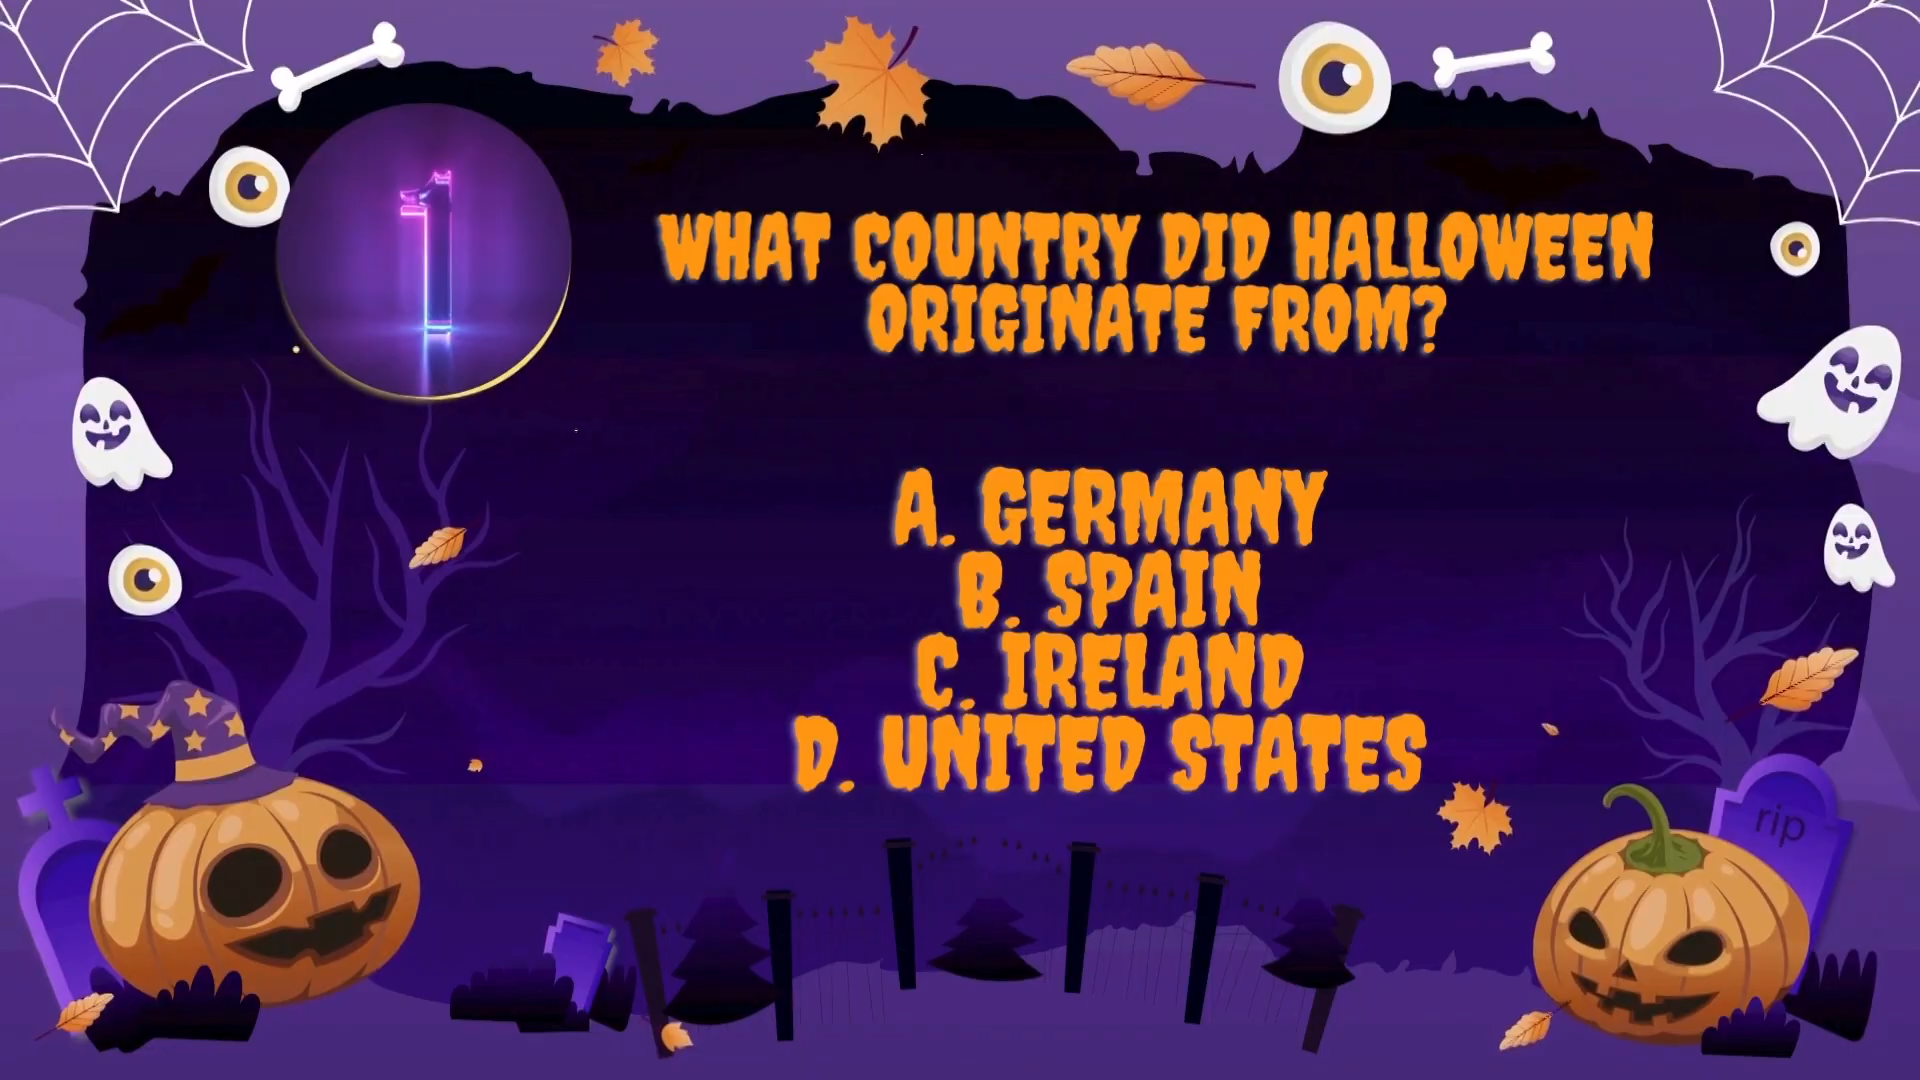 1
WHAT COUNTRY DID HALLOWEEN
ORIGINATE FROM?
A. GERMANY
B. SPAIN
C. IRELAND
D. UNITED STATES
rip